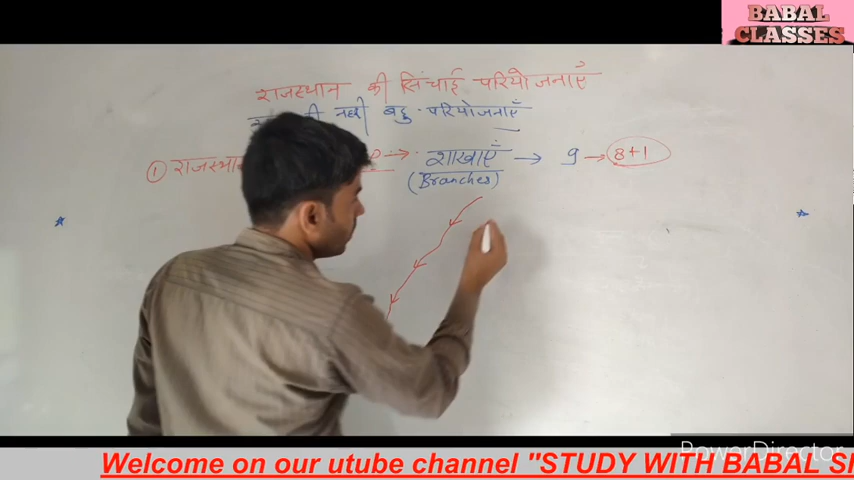 BABAL
CLASSES
राजस्थान की सिंचाई परियोजनाएँ
नहरी बहु परियोजनाएँ
① राजस्थान → शाखाएँ → 9 → 8+1
(Branches)
PowerDirector
Welcome on our utube channel "STUDY WITH BABAL SI